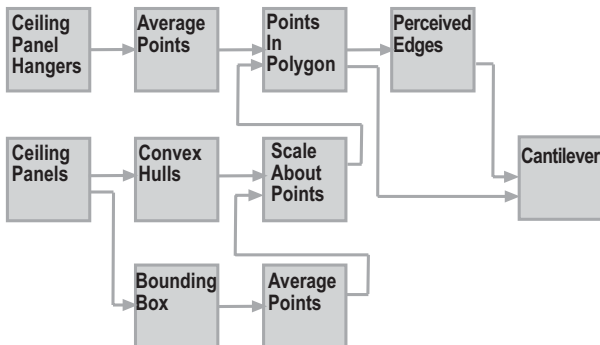 Ceiling
Panel
Hangers
Average
Points
Points
In
Polygon
Perceived
Edges
Ceiling
Panels
Convex
Hulls
Scale
About
Points
Cantilever
Bounding
Box
Average
Points